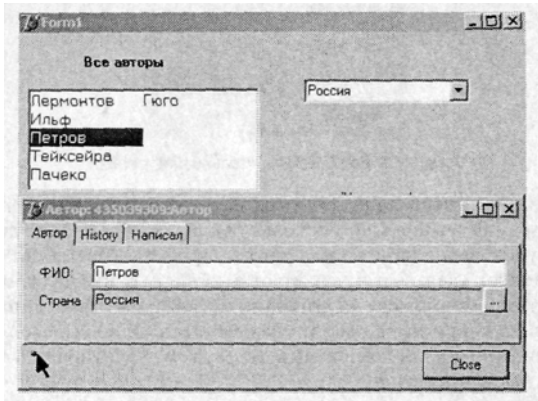 Form1
Все авторы
Россия
Лермонтов Гюго
Ильф
Петров
Тейксейра
Пачеко
Автор: 435039309:Автор
Автор History Написал
ФИО: Петров
Страна Россия ...
Close